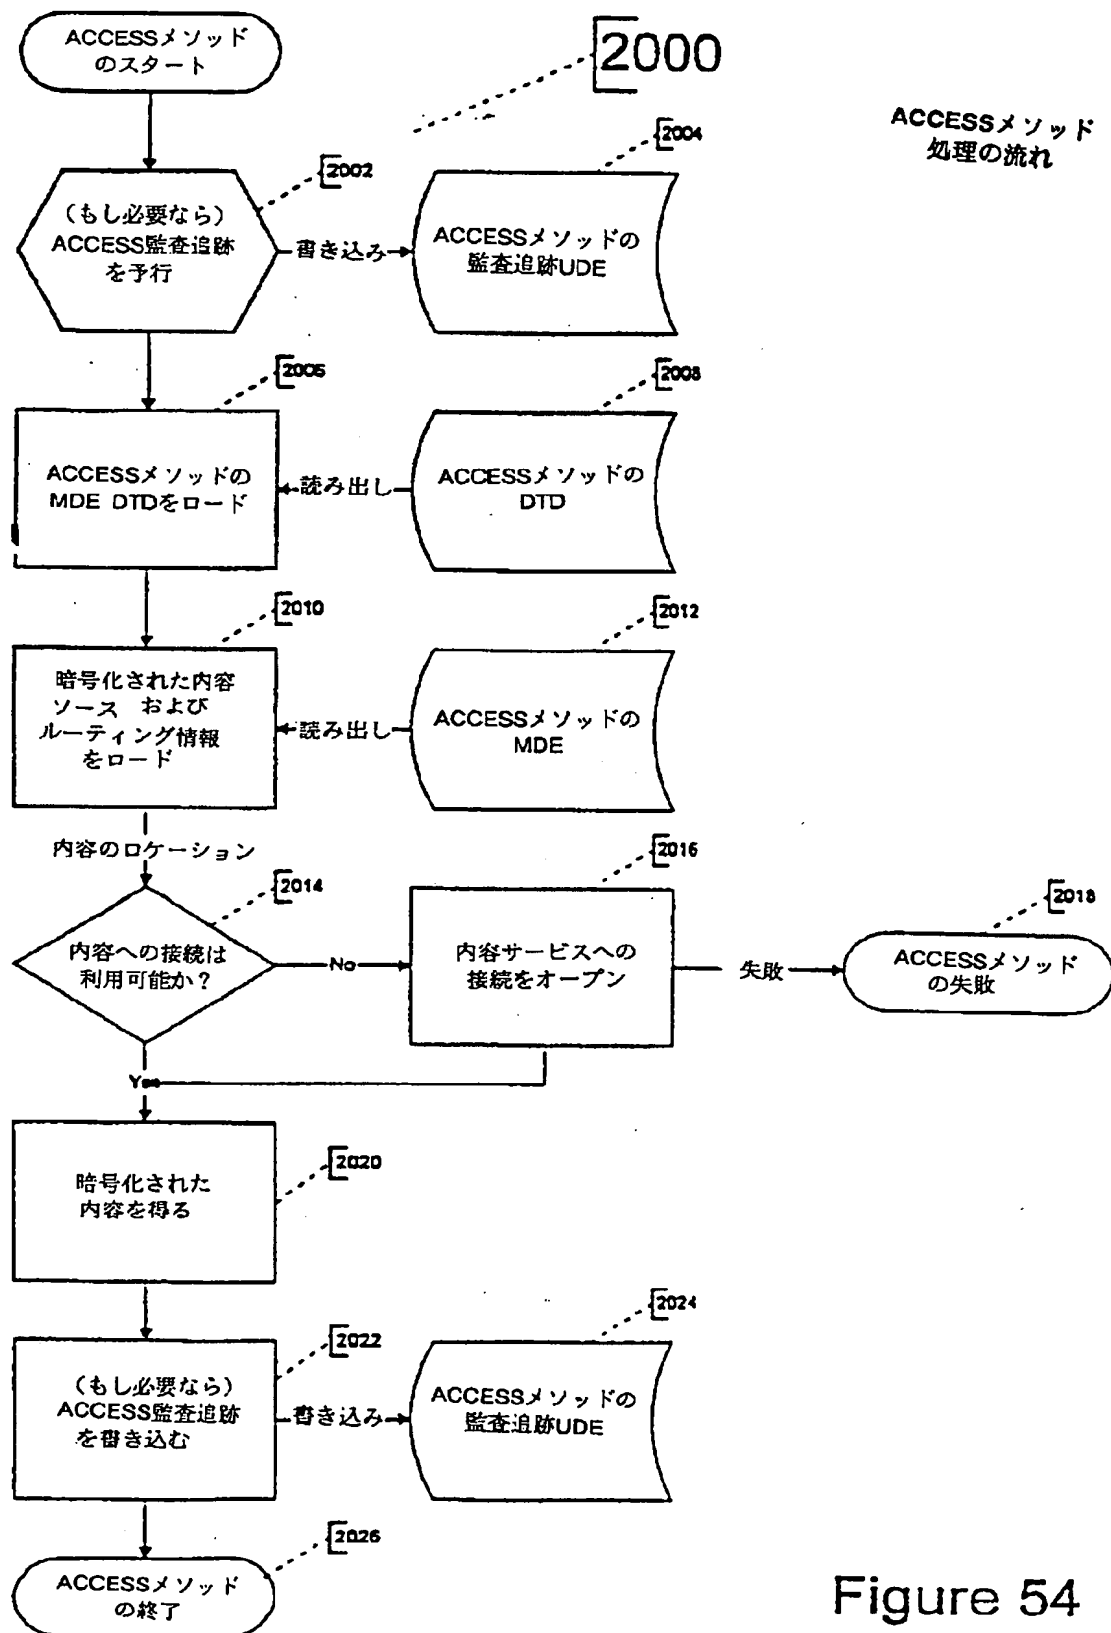 ACCESSメソッド
のスタート
2000
ACCESSメソッド
処理の流れ
2002
2004
(もし必要なら)
ACCESS監査追跡
を予行
書き込み
ACCESSメソッドの
監査追跡UDE
2006
2008
ACCESSメソッドの
MDE DTDをロード
読み出し
ACCESSメソッドの
DTD
2010
2012
暗号化された内容
ソース および
ルーティング情報
をロード
読み出し
ACCESSメソッドの
MDE
内容のロケーション
2014
2016
2018
内容への接続は
利用可能か？
No
内容サービスへの
接続をオープン
失敗
ACCESSメソッド
の失敗
Yes
2020
暗号化された
内容を得る
2022
2024
(もし必要なら)
ACCESS監査追跡
を書き込む
書き込み
ACCESSメソッドの
監査追跡UDE
2026
ACCESSメソッド
の終了
Figure 54